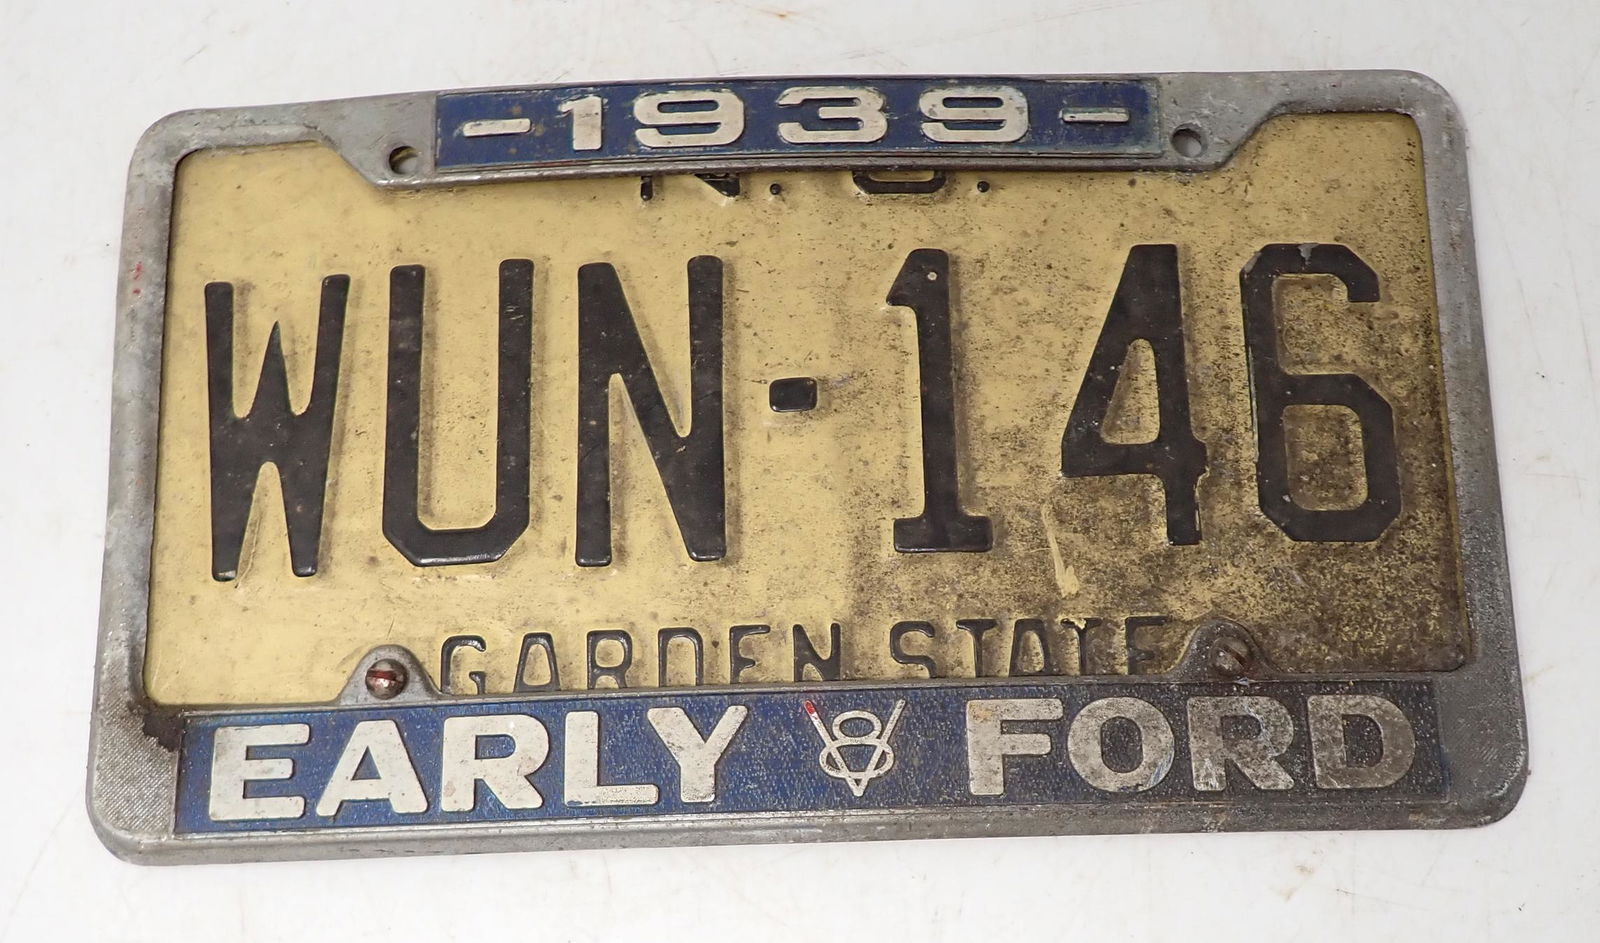 -1939-
N.J.
WUN-146
GARDEN STATE
EARLY V8 FORD